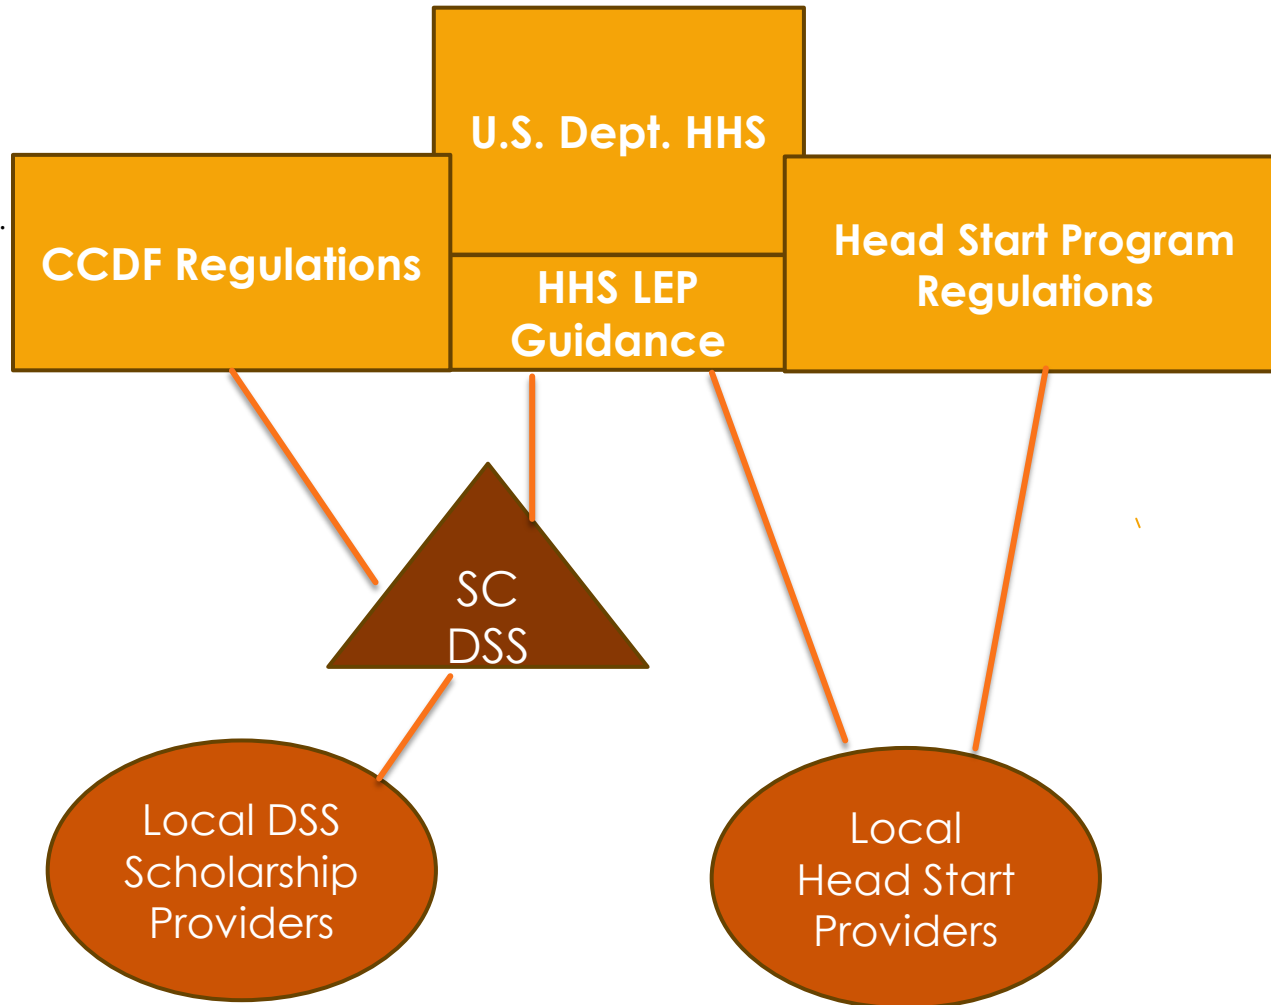 U.S. Dept. HHS
CCDF Regulations
HHS LEP
Guidance
Head Start Program
Regulations
SC
DSS
Local DSS
Scholarship
Providers
Local
Head Start
Providers